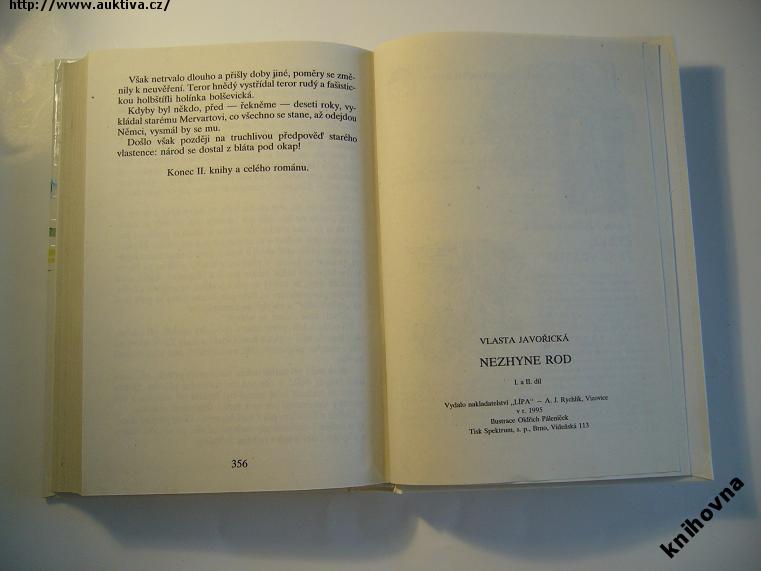 http://www.auktiva.cz/
Však netrvalo dlouho a přišly doby jiné, poměry se změ-
nily k neuvěření. Teror hnědý vystřídal teror rudý a fašistic-
kou holbštífli holínka bolševická.
Kdyby byl někdo, před — řekněme — deseti roky, vy-
kládal starému Mervartovi, co všechno se stane, až odejdou
Němci, vysmál by se mu.
Došlo však později na truchlivou předpověď starého
vlastence: národ se dostal z bláta pod okap!
Konec II. knihy a celého románu.
356
VLASTA JAVOŘICKÁ
NEZHYNE ROD
I. a II. díl
Vydalo nakladatelství „LÍPA“ — A. J. Rychlík, Vizovice
v r. 1995
Ilustrace Oldřich Páleníček
Tisk Spektrum, s. p., Brno, Vídeňská 113
knihovna